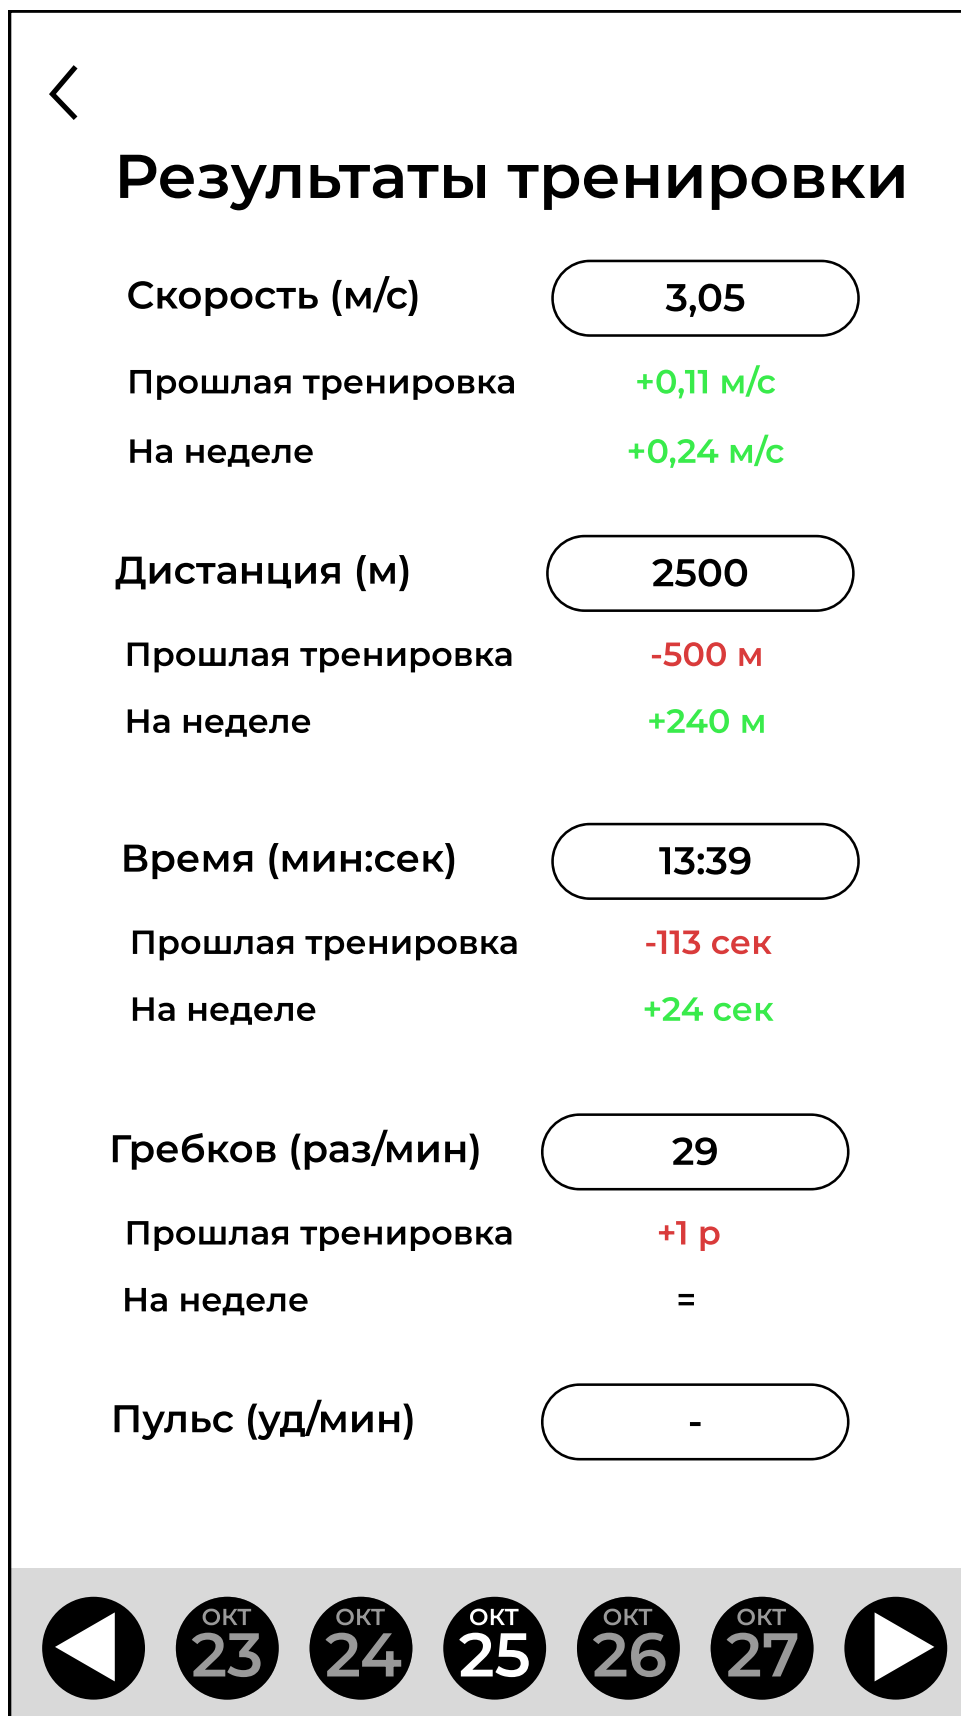 Результаты тренировки
Скорость (м/с) 3,05
Прошлая тренировка +0,11 м/с
На неделе +0,24 м/с
Дистанция (м) 2500
Прошлая тренировка -500 м
На неделе +240 м
Время (мин:сек) 13:39
Прошлая тренировка -113 сек
На неделе +24 сек
Гребков (раз/мин) 29
Прошлая тренировка +1 р
На неделе =
Пульс (уд/мин) -
ОКТ ОКТ ОКТ ОКТ ОКТ
23 24 25 26 27